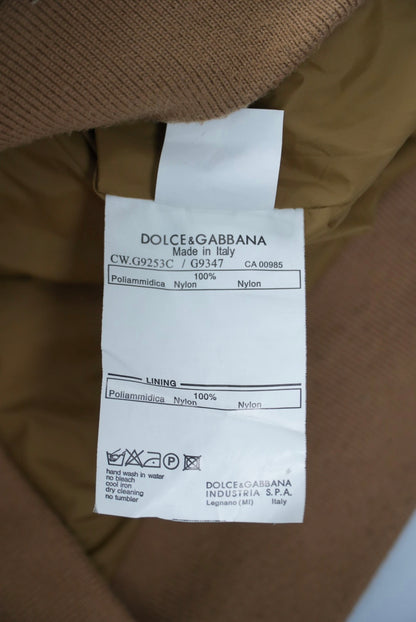 DOLCE&GABBANA
Made in Italy
CW.G9253C / G9347 CA 00985
100%
Poliammidica Nylon Nylon
LINING
100%
Poliammidica Nylon Nylon
P
hand wash in water
no bleach
cool iron
dry cleaning
no tumbler
DOLCE&GABBANA
INDUSTRIA S.P.A.
Legnano (MI) Italy